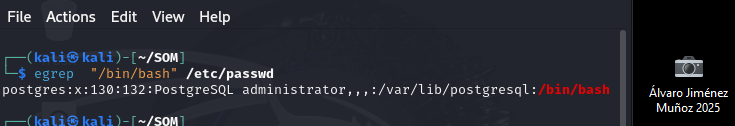 File Actions Edit View Help
┌──(kali㉿kali)-[~/SOM]
└─$ egrep  "/bin/bash" /etc/passwd
postgres:x:130:132:PostgreSQL administrator,,,:/var/lib/postgresql:/bin/bash
┌──(kali㉿kali)-[~/SOM]
Álvaro Jiménez
Muñoz 2025